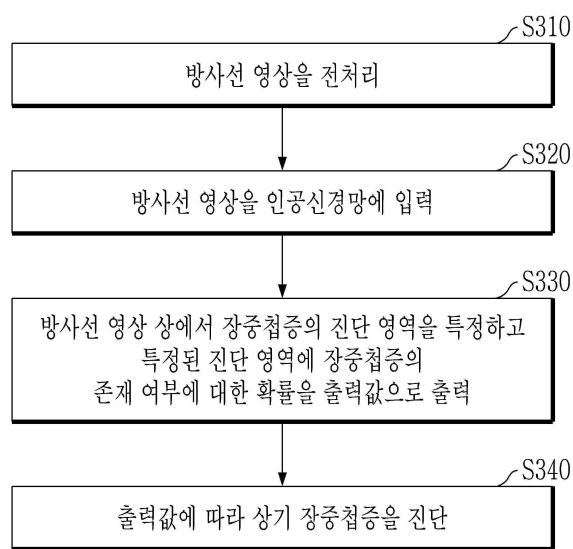 S310
방사선 영상을 전처리
S320
방사선 영상을 인공신경망에 입력
S330
방사선 영상 상에서 장중첩증의 진단 영역을 특정하고
특정된 진단 영역에 장중첩증의
존재 여부에 대한 확률을 출력값으로 출력
S340
출력값에 따라 상기 장중첩증을 진단